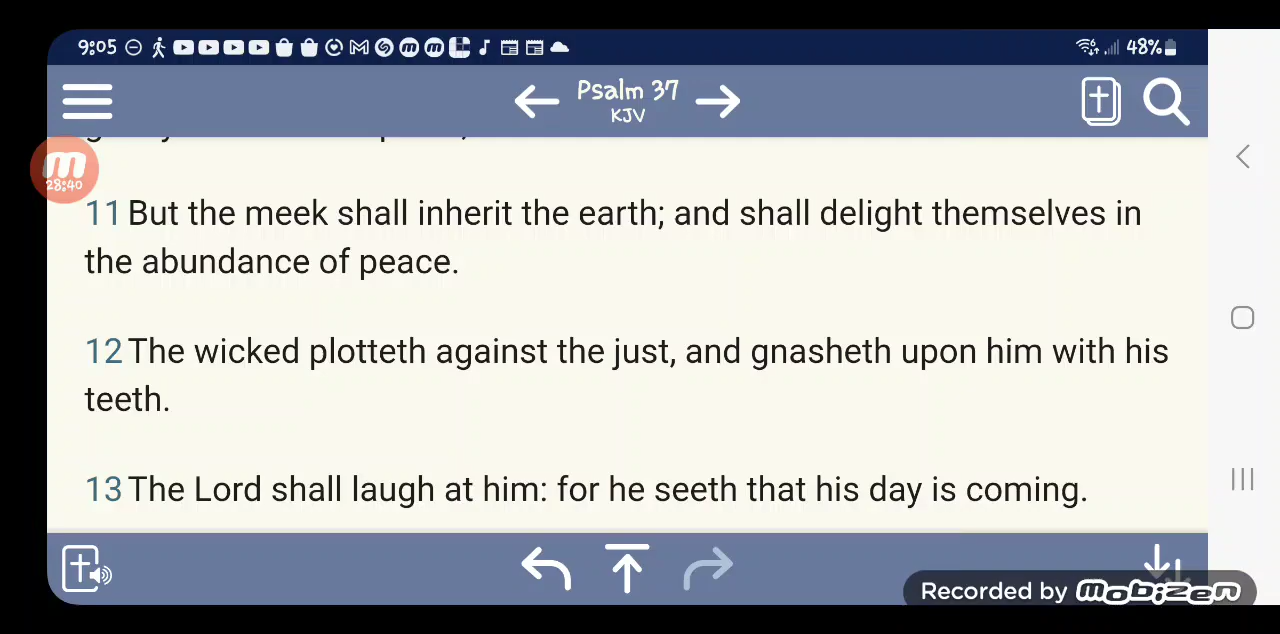 9:05 48%
Psalm 37
KJV
28:40
11 But the meek shall inherit the earth; and shall delight themselves in
the abundance of peace.
12 The wicked plotteth against the just, and gnasheth upon him with his
teeth.
13 The Lord shall laugh at him: for he seeth that his day is coming.
Recorded by mobizen